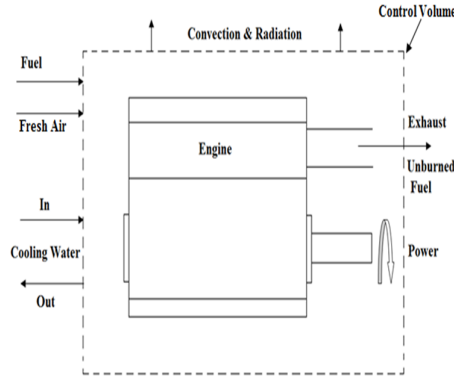 Control Volume
Convection & Radiation
Fuel
Fresh Air
Engine
Exhaust
Unburned
Fuel
In
Cooling Water
Out
Power